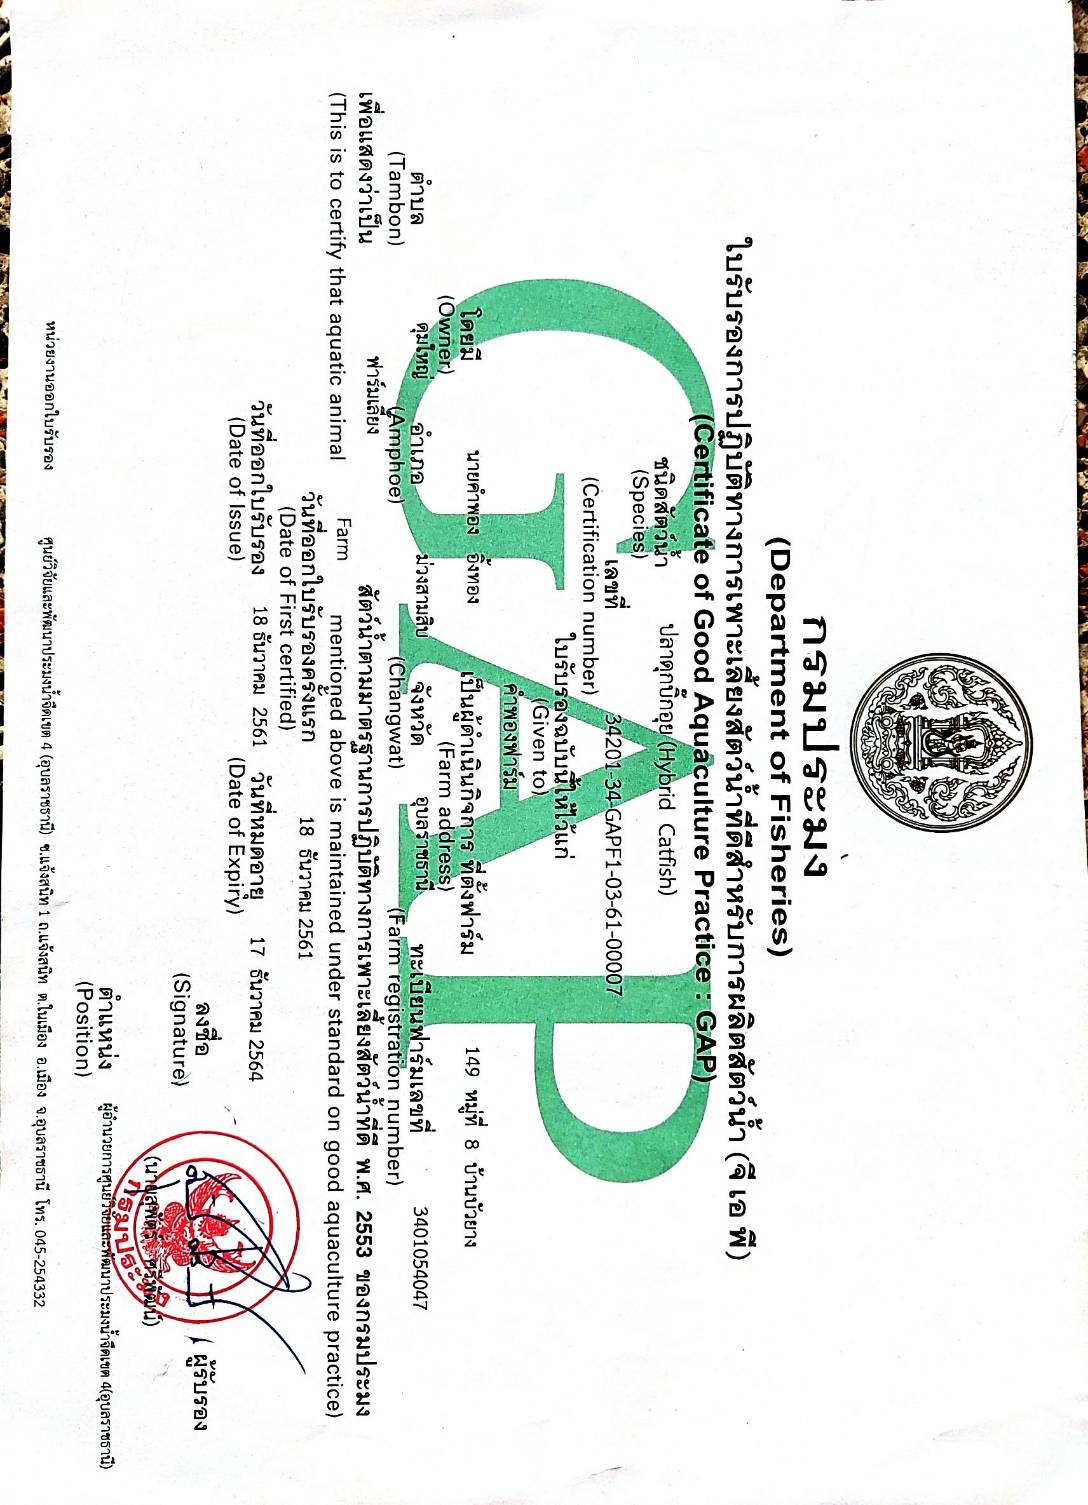 กรมประมง
(Department of Fisheries)
ใบรับรองการปฏิบัติทางการเพาะเลี้ยงสัตว์น้ำที่ดีสำหรับการผลิตสัตว์น้ำ (จี เอ พี)
(Certificate of Good Aquaculture Practice : GAP)
ชนิดสัตว์น้ำ ปลาดุกบิ๊กอุย(Hybrid Catfish)
(Species)
เลขที่ 34201-34-GAPF1-03-61-00007
(Certification number)
ใบรับรองฉบับนี้ให้ไว้แก่
(Given to)
คำพองฟาร์ม
โดยมี นายคำพอง อิ้งทอง เป็นผู้ดำเนินกิจการ ที่ตั้งฟาร์ม 149 หมู่ที่ 8 บ้านบัวยาง
(Owner) (Farm address)
ตำบล ดุมใหญ่ อำเภอ ม่วงสามสิบ จังหวัด อุบลราชธานี ทะเบียนฟาร์มเลขที่ 3401054047
(Tambon) (Amphoe) (Changwat) (Farm registration number)
เพื่อแสดงว่าเป็น ฟาร์มเลี้ยง สัตว์น้ำตามมาตรฐานการปฏิบัติทางการเพาะเลี้ยงสัตว์น้ำที่ดี พ.ศ. 2553 ของกรมประมง
(This is to certify that aquatic animal Farm mentioned above is maintained under standard on good aquaculture practice)
วันที่ออกใบรับรองครั้งแรก 18 ธันวาคม 2561
(Date of First certified)
วันที่ออกใบรับรอง 18 ธันวาคม 2561 วันที่หมดอายุ 17 ธันวาคม 2564
(Date of Issue) (Date of Expiry)
ลงชื่อ ผู้รับรอง
(Signature)
(นายสุพัตร์ ศรีพัฒน์)
ตำแหน่ง ผู้อำนวยการศูนย์วิจัยและพัฒนาประมงน้ำจืดเขต 4(อุบลราชธานี)
(Position)
หน่วยงานออกใบรับรอง ศูนย์วิจัยและพัฒนาประมงน้ำจืดเขต 4 (อุบลราชธานี) ซ.แจ้งสนิท 1 ถ.แจ้งสนิท ต.ในเมือง อ.เมือง จ.อุบลราชธานี โทร. 045-254332
GAP
กรมประมง